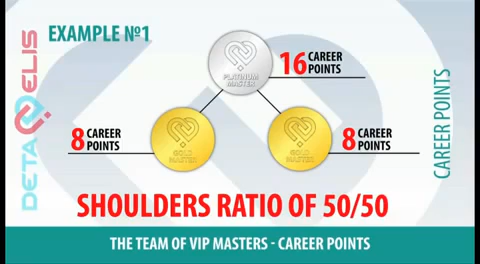 EXAMPLE №1
DETA ELIS
16 CAREER
POINTS
PLATINUM
MASTER
8 CAREER
POINTS
GOLD
MASTER
GOLD
MASTER
8 CAREER
POINTS
CAREER POINTS
SHOULDERS RATIO OF 50/50
THE TEAM OF VIP MASTERS - CAREER POINTS